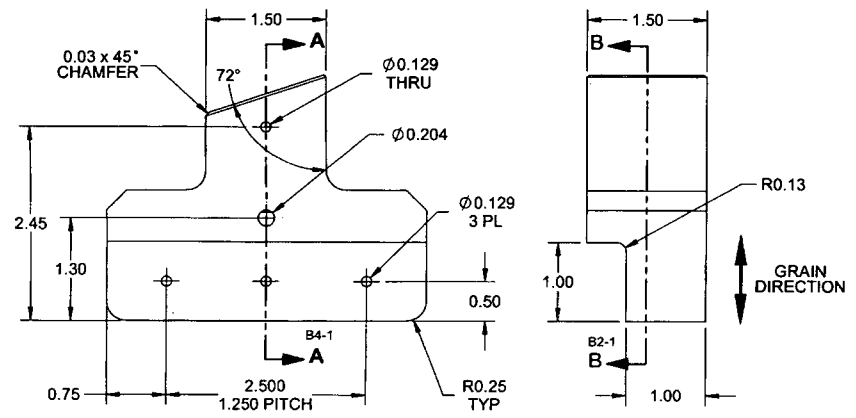 1.50
A
0.03 x 45°
CHAMFER
72°
Ø0.129
THRU
Ø0.204
2.45
1.30
Ø0.129
3 PL
0.50
B4-1
A
0.75
2.500
1.250 PITCH
R0.25
TYP
1.50
B
R0.13
1.00
GRAIN
DIRECTION
B2-1
B
1.00